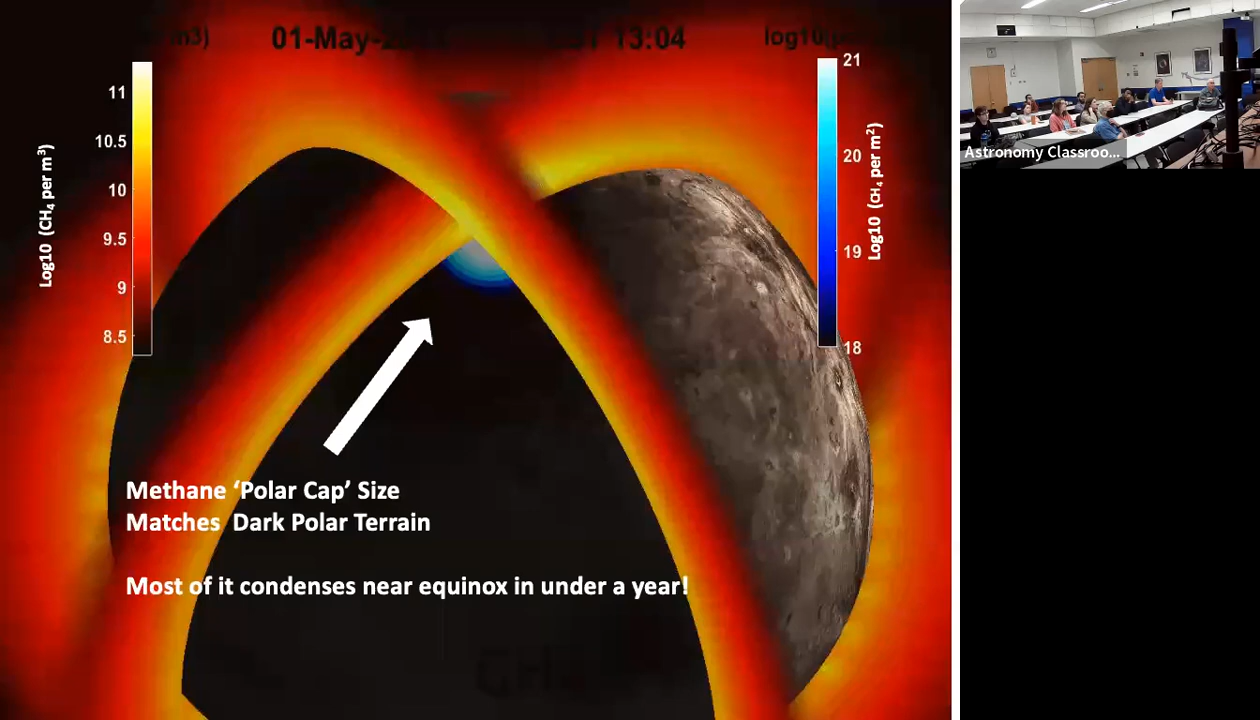 01-May-
13:04
11
10.5
10
9.5
9
8.5
Log10 (CH₄ per m³)
21
20
19
18
Log10 (CH₄ per m²)
Methane ‘Polar Cap’ Size
Matches Dark Polar Terrain
Most of it condenses near equinox in under a year!
Astronomy Classroo...